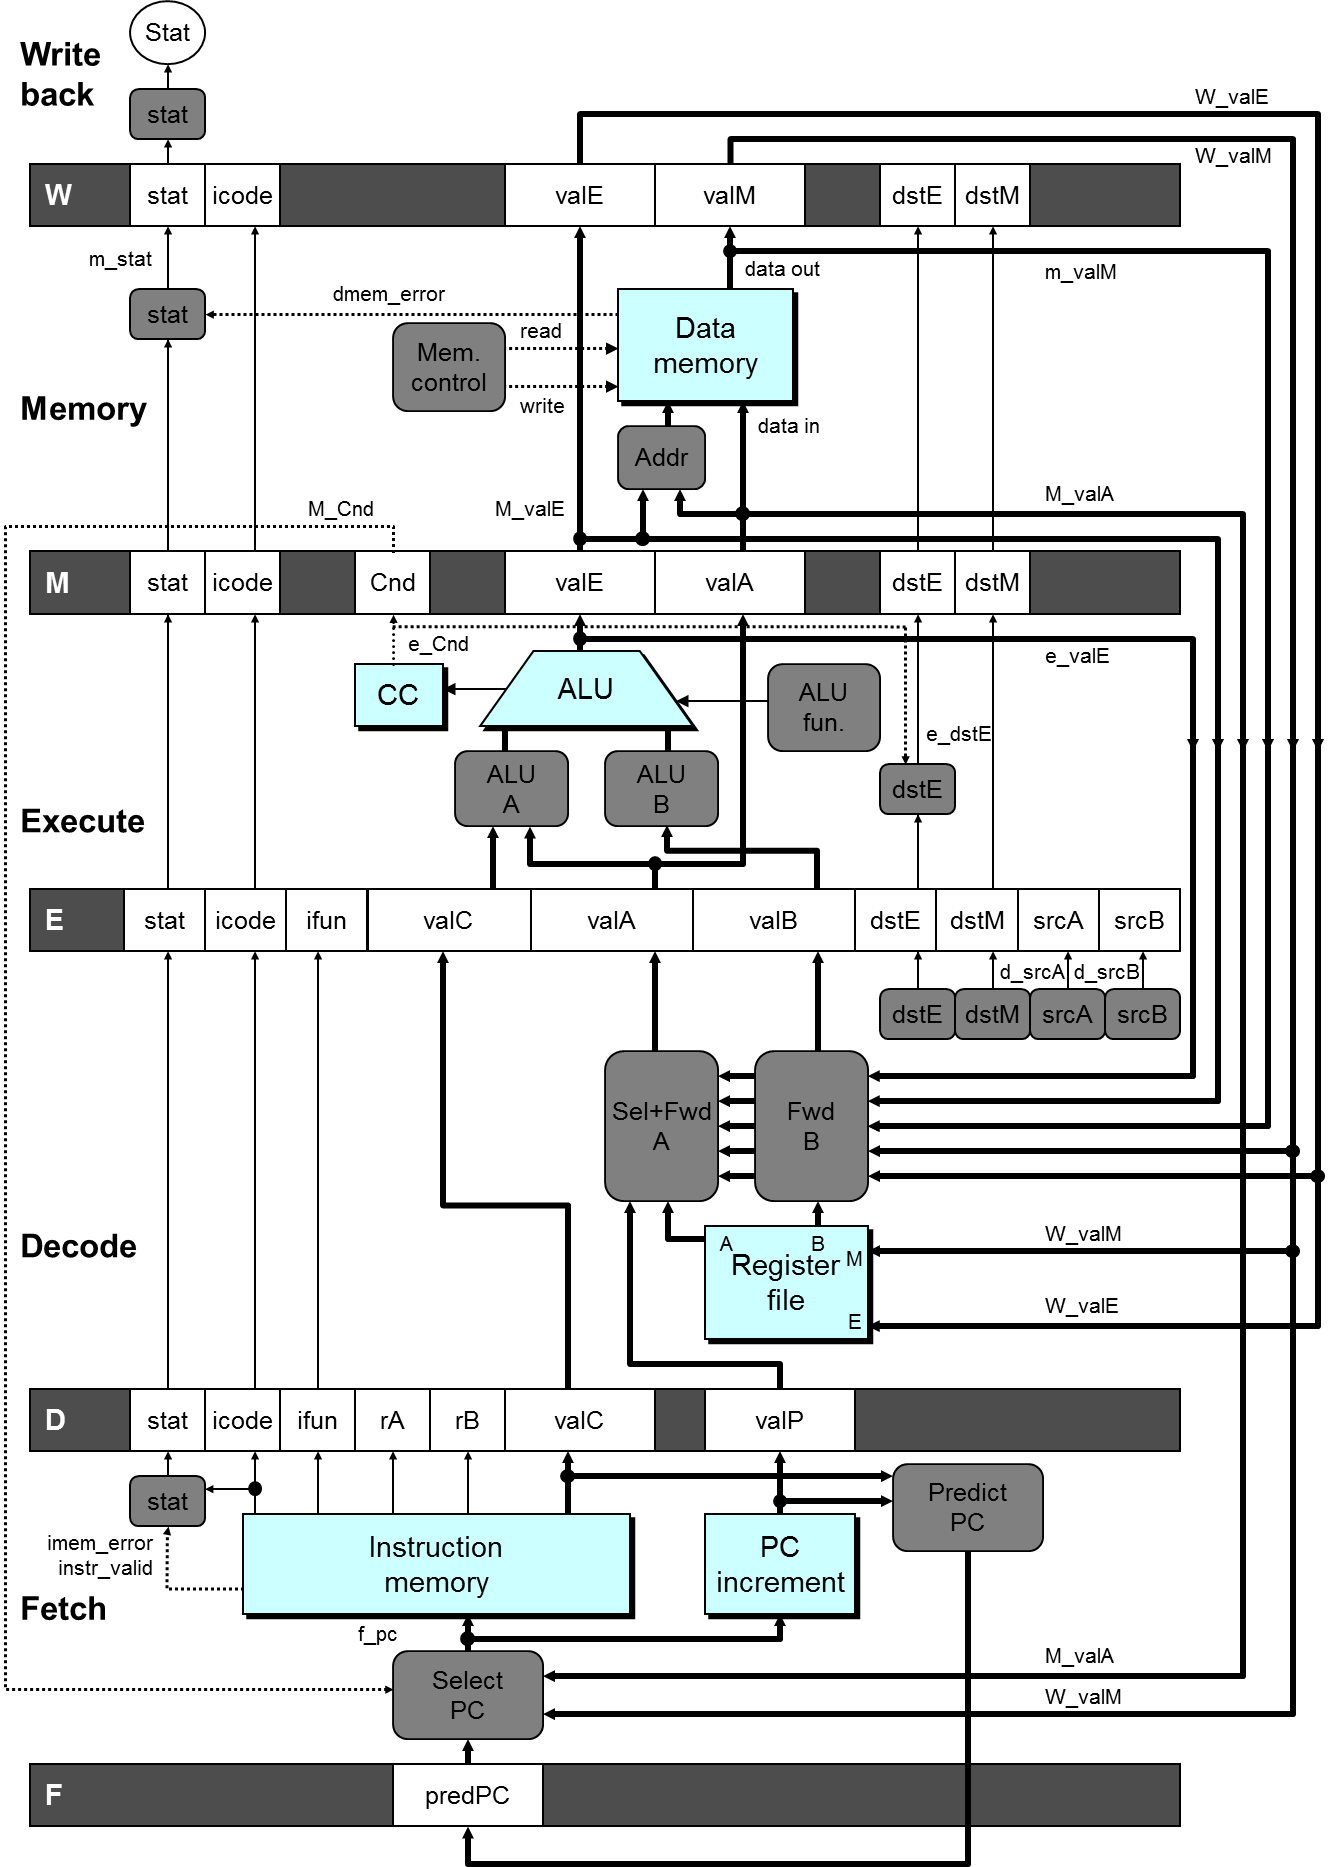 Stat
Write
back
stat
W_valE
W_valM
W
stat
icode
valE
valM
dstE
dstM
m_stat
data out
m_valM
dmem_error
stat
Data
memory
read
Mem.
control
write
Memory
data in
Addr
M_Cnd
M_valE
M_valA
M
stat
icode
Cnd
valE
valA
dstE
dstM
e_Cnd
e_valE
CC
ALU
ALU
fun.
e_dstE
ALU
A
ALU
B
dstE
Execute
E
stat
icode
ifun
valC
valA
valB
dstE
dstM
srcA
srcB
d_srcA
d_srcB
dstE
dstM
srcA
srcB
Sel+Fwd
A
Fwd
B
Decode
A
B
Register
file
M
E
W_valM
W_valE
D
stat
icode
ifun
rA
rB
valC
valP
stat
Predict
PC
imem_error
instr_valid
Instruction
memory
PC
increment
Fetch
f_pc
Select
PC
M_valA
W_valM
F
predPC